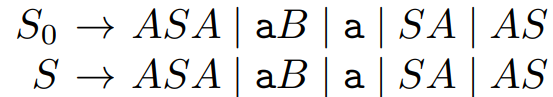 S₀ → ASA | aB | a | SA | AS
S → ASA | aB | a | SA | AS